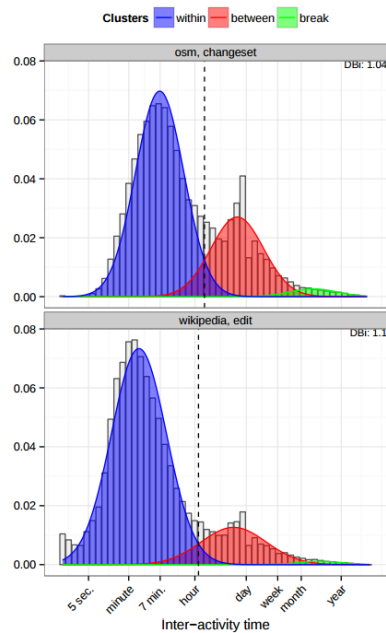 Clusters within between break
osm, changeset
DBi: 1.04
0.08
0.06
0.04
0.02
0.00
wikipedia, edit
DBi: 1.1
0.08
0.06
0.04
0.02
0.00
5 sec. minute 7 min. hour day week month year
Inter−activity time